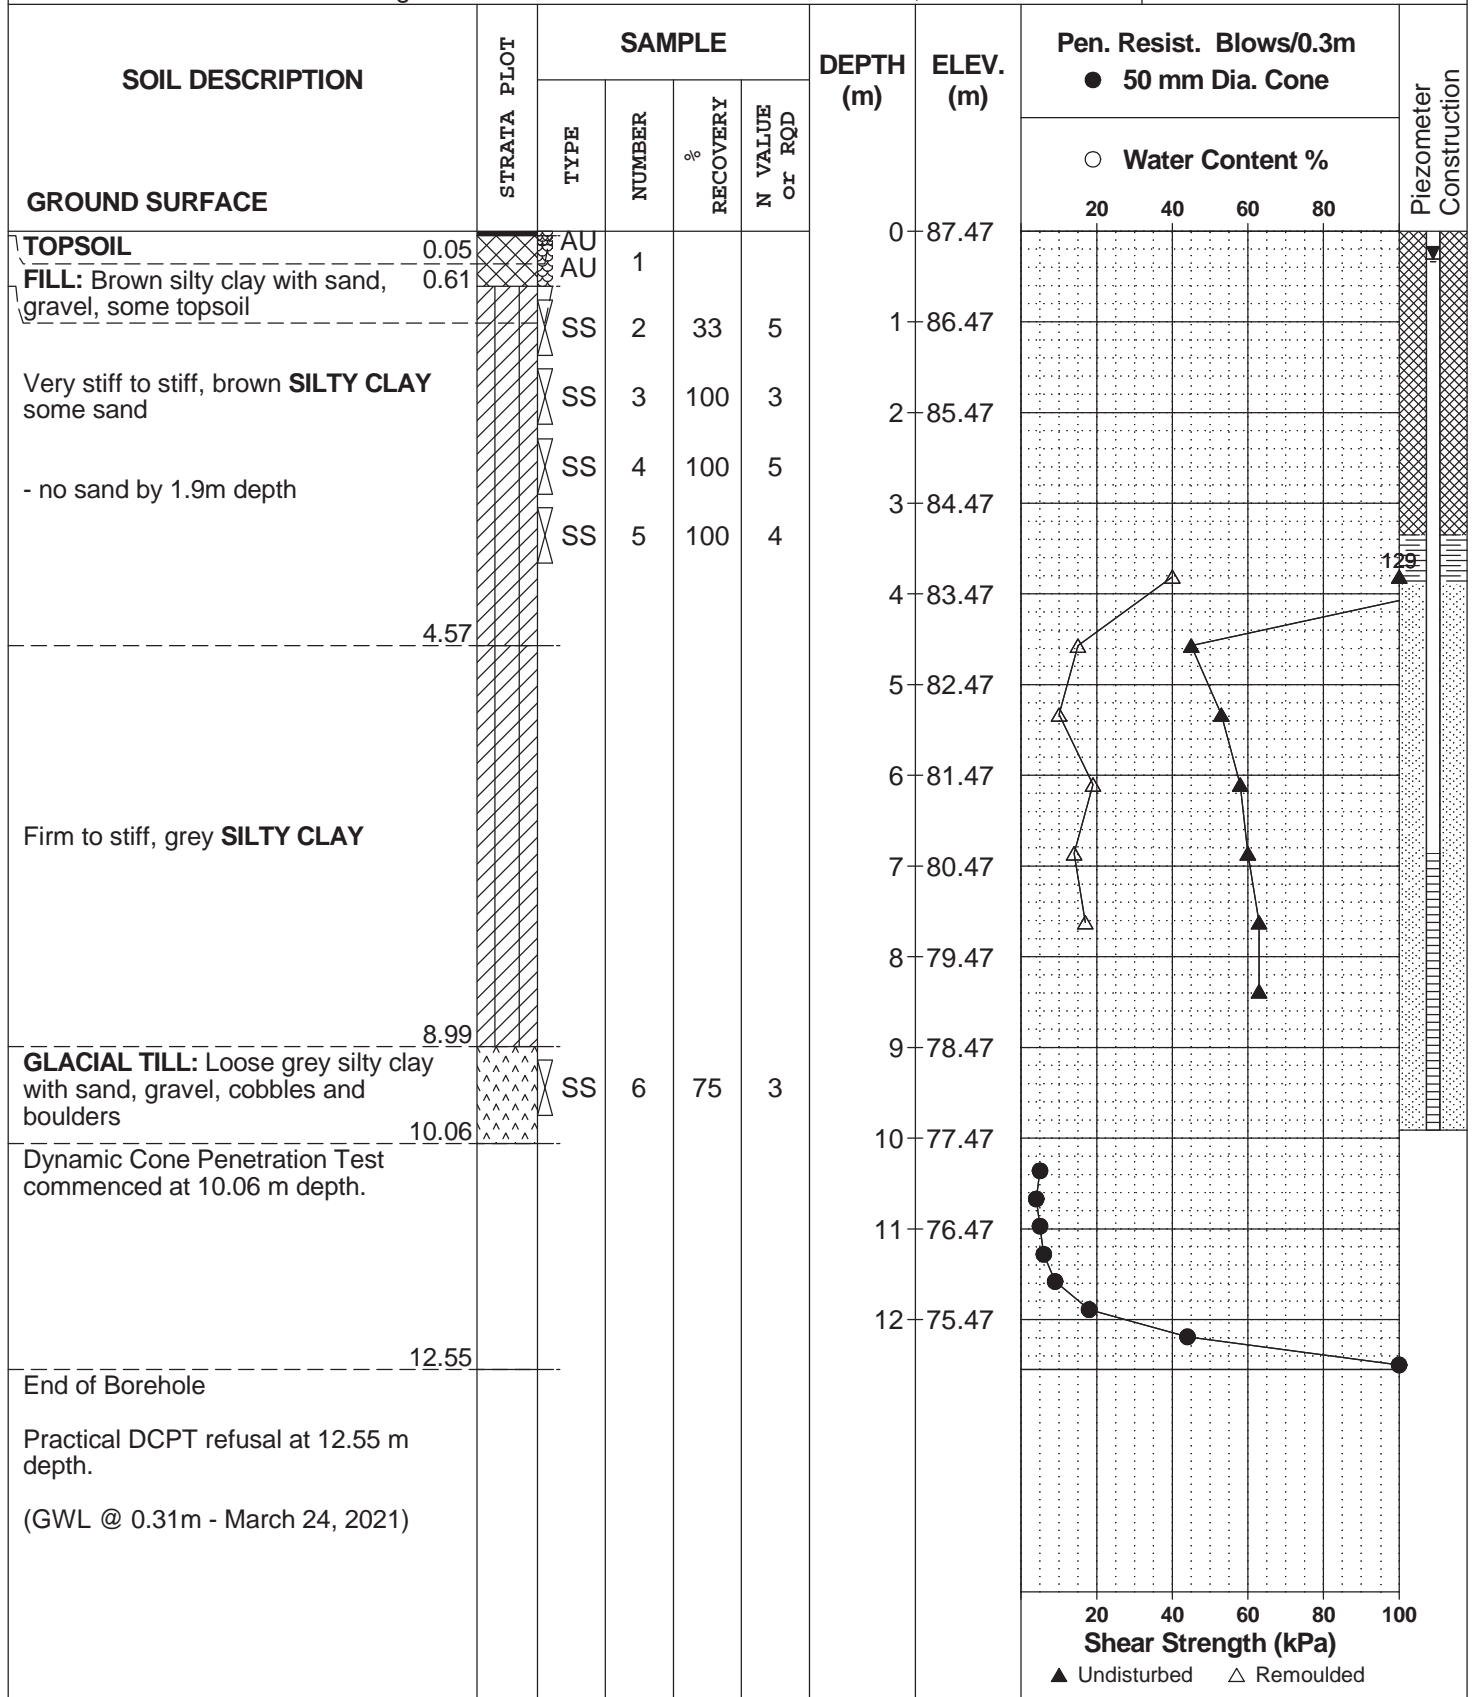 SOIL DESCRIPTION
GROUND SURFACE
STRATA PLOT
SAMPLE
TYPE
NUMBER
% RECOVERY
N VALUE or RQD
DEPTH (m)
ELEV. (m)
Pen. Resist. Blows/0.3m
● 50 mm Dia. Cone
○ Water Content %
20 40 60 80
Piezometer Construction
TOPSOIL 0.05
FILL: Brown silty clay with sand, 0.61
gravel, some topsoil
Very stiff to stiff, brown SILTY CLAY
some sand
- no sand by 1.9m depth
4.57
Firm to stiff, grey SILTY CLAY
8.99
GLACIAL TILL: Loose grey silty clay
with sand, gravel, cobbles and
boulders
10.06
Dynamic Cone Penetration Test
commenced at 10.06 m depth.
12.55
End of Borehole
Practical DCPT refusal at 12.55 m
depth.
(GWL @ 0.31m - March 24, 2021)
AU
AU 1
SS 2 33 5
SS 3 100 3
SS 4 100 5
SS 5 100 4
SS 6 75 3
0 87.47
1 86.47
2 85.47
3 84.47
4 83.47
5 82.47
6 81.47
7 80.47
8 79.47
9 78.47
10 77.47
11 76.47
12 75.47
129
20 40 60 80 100
Shear Strength (kPa)
▲ Undisturbed △ Remoulded